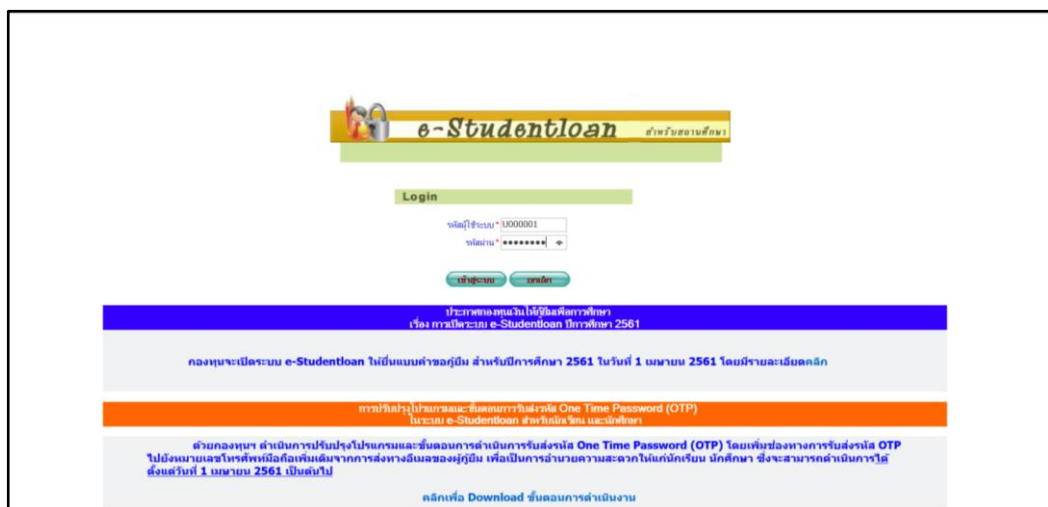 e-Studentloan สำหรับสถานศึกษา
Login
รหัสผู้ใช้ระบบ * U000001
รหัสผ่าน * ••••••••
เข้าสู่ระบบ ยกเลิก
ประกาศกองทุนเงินให้กู้ยืมเพื่อการศึกษา
เรื่อง การเปิดระบบ e-Studentloan ปีการศึกษา 2561
กองทุนจะเปิดระบบ e-Studentloan ให้ยื่นแบบคำขอกู้ยืม สำหรับปีการศึกษา 2561 ในวันที่ 1 เมษายน 2561 โดยมีรายละเอียดคลิก
การปรับปรุงโปรแกรมและขั้นตอนการรับส่งรหัส One Time Password (OTP)
ในระบบ e-Studentloan สำหรับนักเรียน และนักศึกษา
ด้วยกองทุนฯ ดำเนินการปรับปรุงโปรแกรมและขั้นตอนการดำเนินการรับส่งรหัส One Time Password (OTP) โดยเพิ่มช่องทางการรับส่งรหัส OTP
ไปยังหมายเลขโทรศัพท์มือถือเพิ่มเติมจากการส่งทางอีเมลของผู้กู้ยืม เพื่อเป็นการอำนวยความสะดวกให้แก่นักเรียน นักศึกษา ซึ่งจะสามารถดำเนินการได้
ตั้งแต่วันที่ 1 เมษายน 2561 เป็นต้นไป
คลิกเพื่อ Download ขั้นตอนการดำเนินงาน